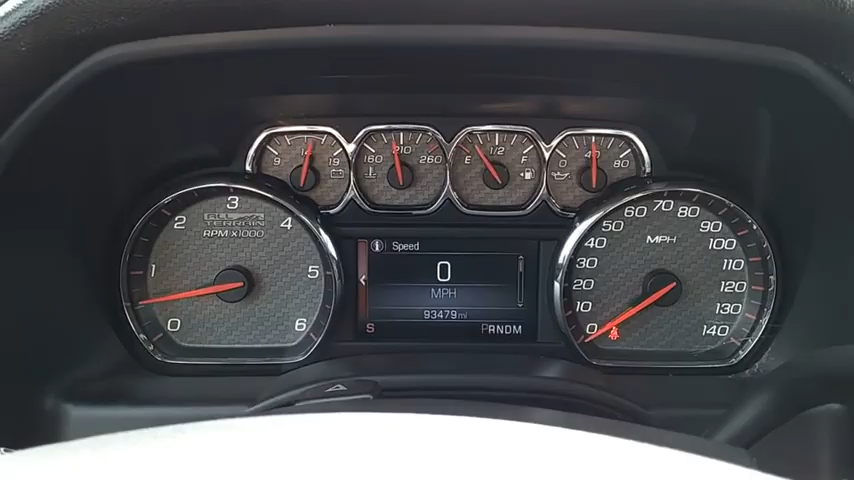 9 14 19
160 210 260
E 1/2 F
0 40 80
0 1 2 3 4 5 6
ALL
TERRAIN
RPM x1000
i Speed
0
MPH
93479 mi
S PRNDM
0 10 20 30 40 50 60 70 80 90 100 110 120 130 140
MPH